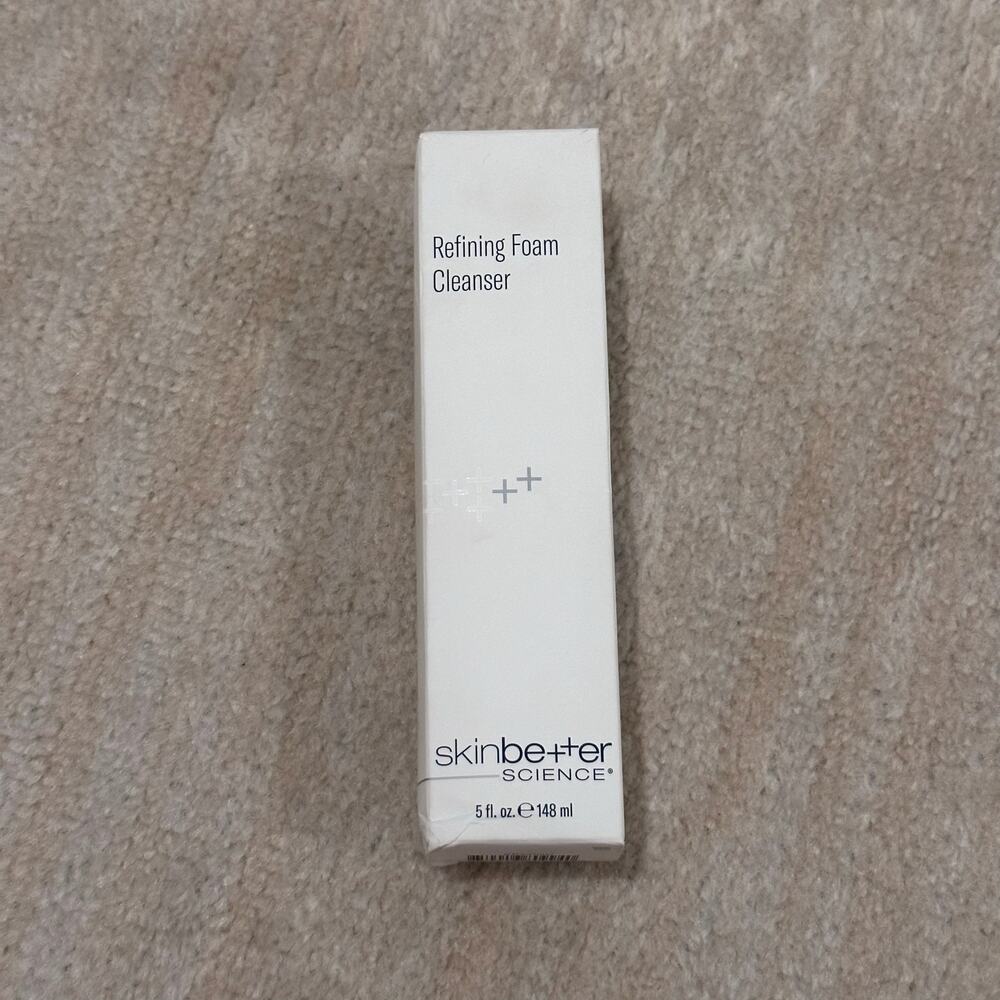 Refining Foam
Cleanser
skinbetter
SCIENCE®
5 fl. oz. ℮ 148 ml